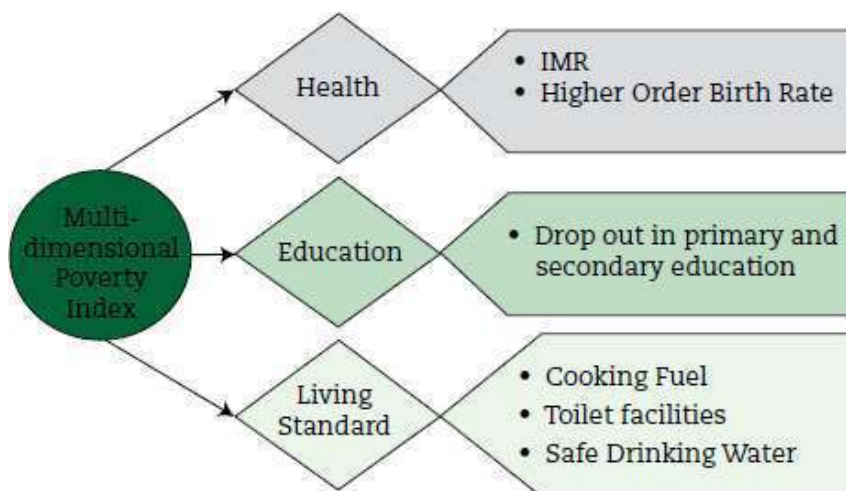 Health
• IMR
• Higher Order Birth Rate
Multi-
dimensional
Poverty
Index
Education
• Drop out in primary and
secondary education
Living
Standard
• Cooking Fuel
• Toilet facilities
• Safe Drinking Water